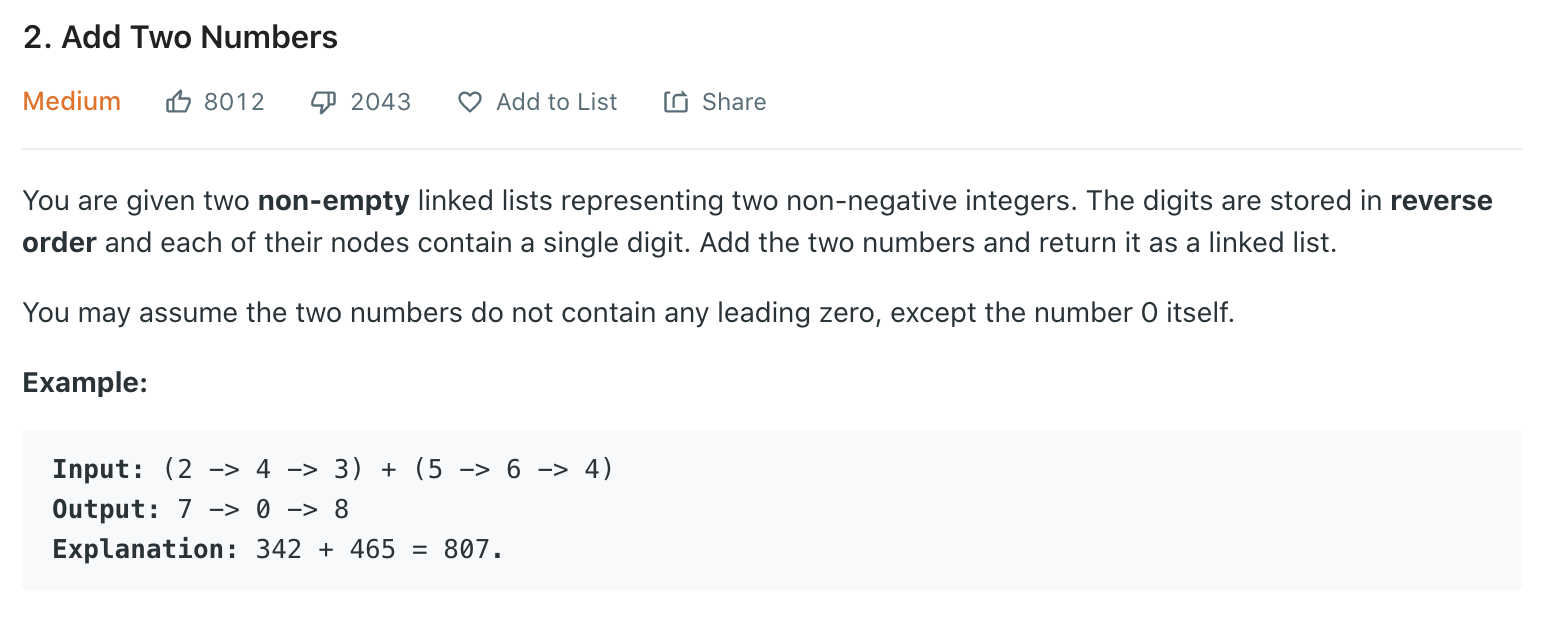 2. Add Two Numbers
Medium 8012 2043 Add to List Share
You are given two non-empty linked lists representing two non-negative integers. The digits are stored in reverse
order and each of their nodes contain a single digit. Add the two numbers and return it as a linked list.
You may assume the two numbers do not contain any leading zero, except the number 0 itself.
Example:
Input: (2 -> 4 -> 3) + (5 -> 6 -> 4)
Output: 7 -> 0 -> 8
Explanation: 342 + 465 = 807.